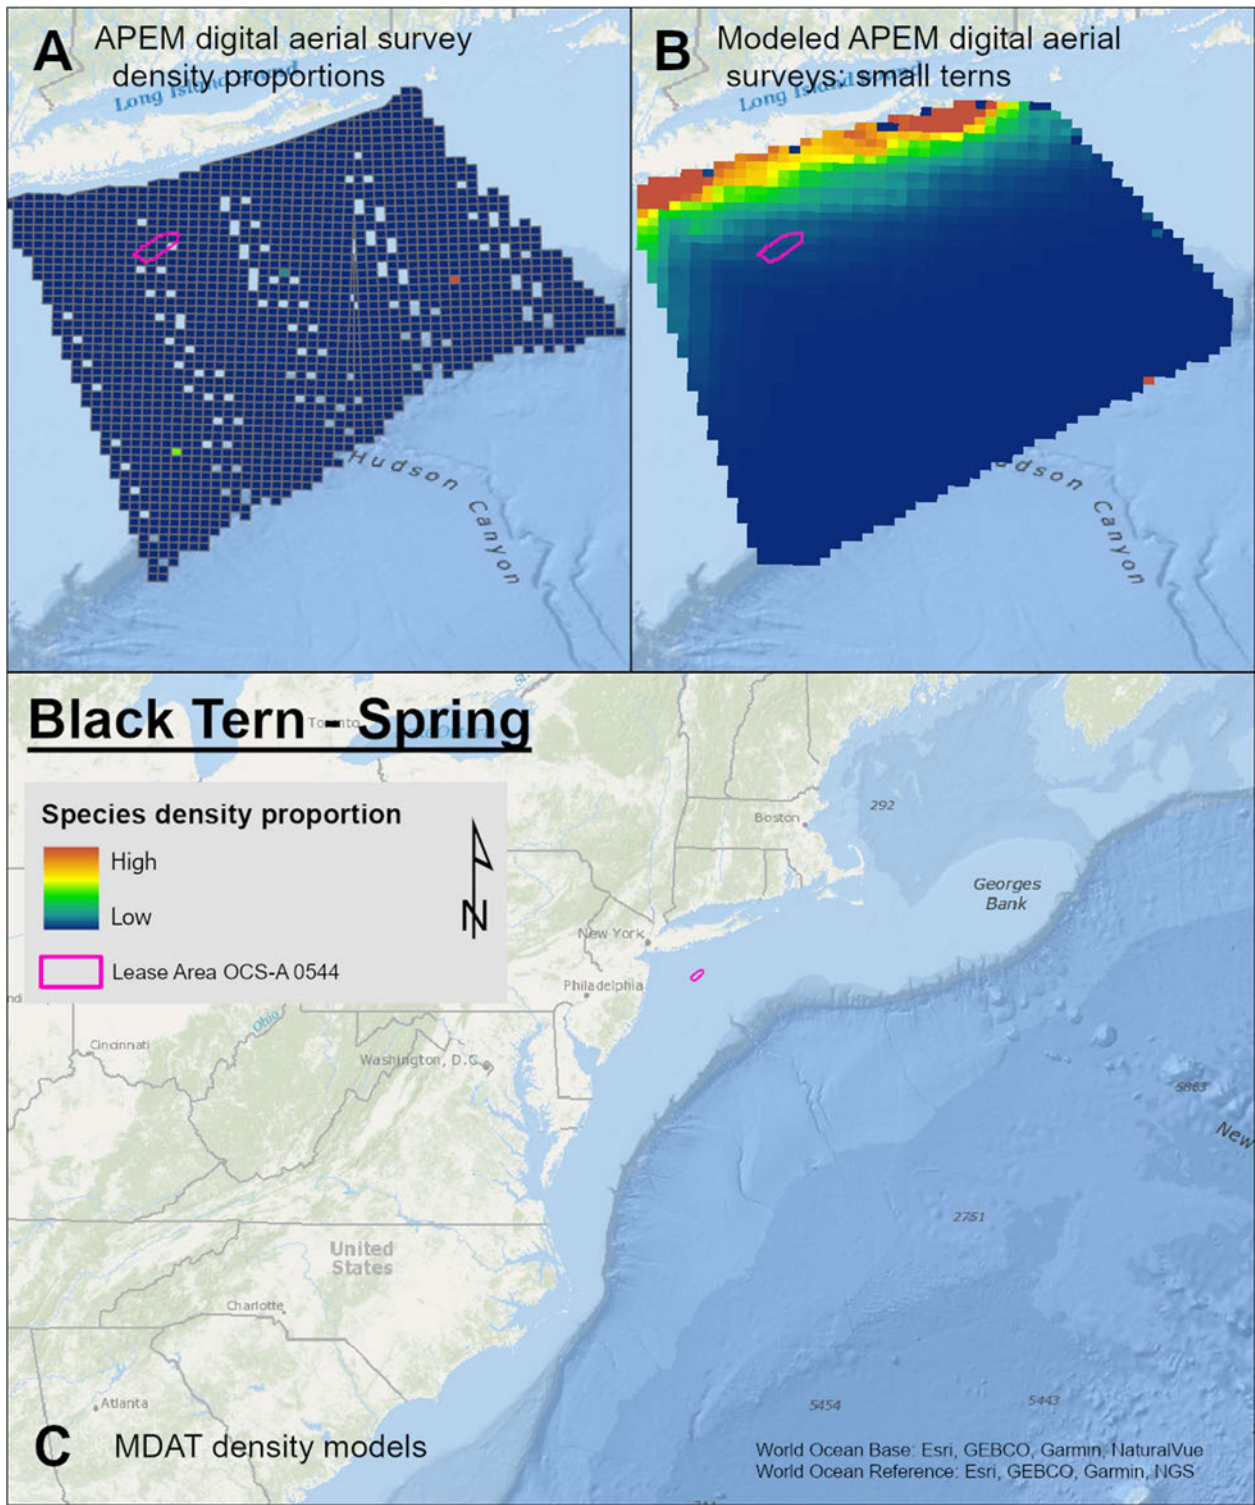 A APEM digital aerial survey
density proportions
Long Island Sound
Hudson Canyon
B Modeled APEM digital aerial
surveys: small terns
Long Island Sound
udson Canyon
Black Tern - Spring
Toronto
Species density proportion
High
Low
N
Lease Area OCS-A 0544
292
Boston
Georges
Bank
New York
Philadelphia
Ohio
Cincinnati
Washington, D.C.
5863
New
2751
United
States
Charlotte
Atlanta
5454
5443
C MDAT density models
World Ocean Base: Esri, GEBCO, Garmin, NaturalVue
World Ocean Reference: Esri, GEBCO, Garmin, NGS